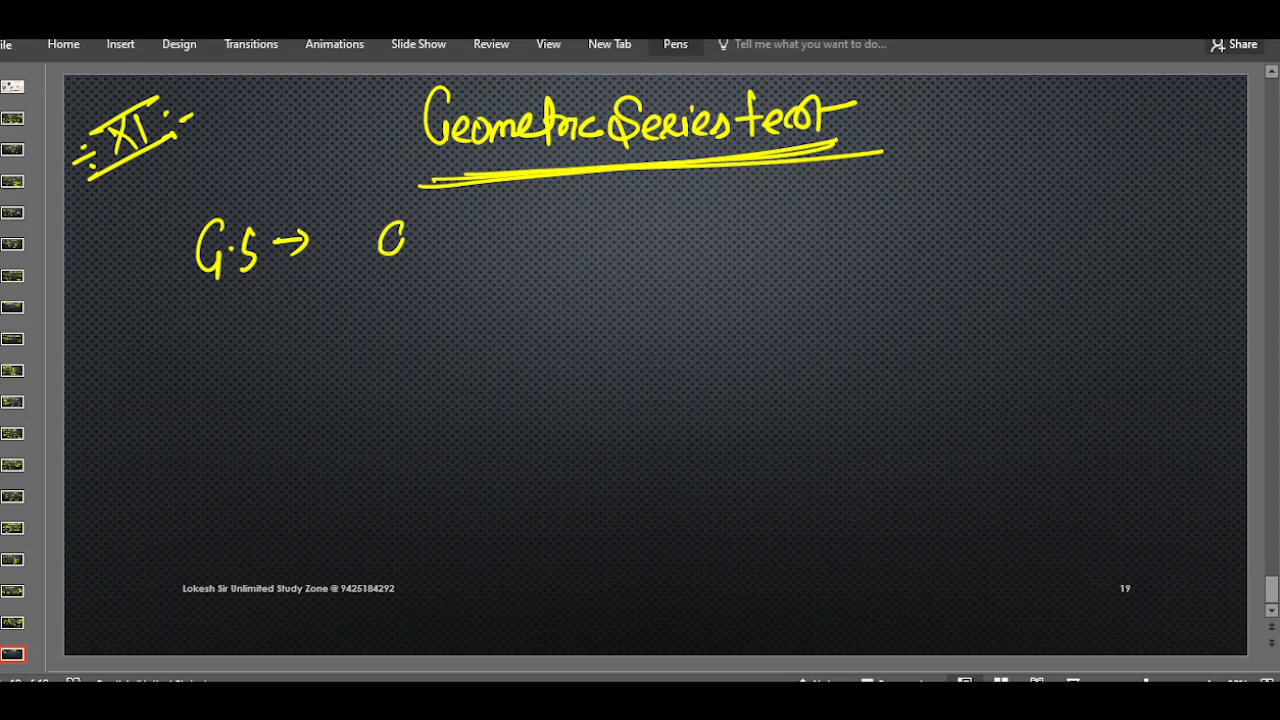 File Home Insert Design Transitions Animations Slide Show Review View New Tab Pens Tell me what you want to do... Share
XI
Geometric Series test
G.S →
Lokesh Sir Unlimited Study Zone @ 9425184292 19